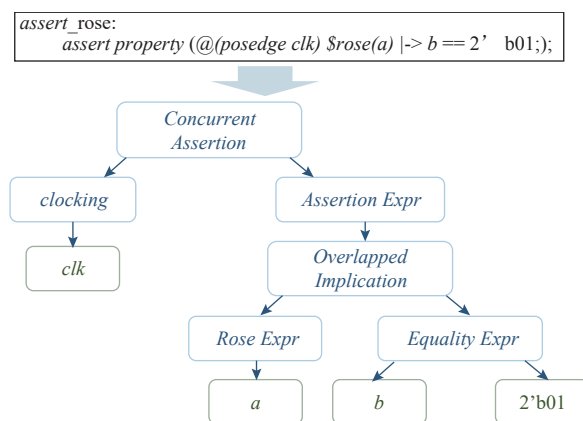 assert_rose:
assert property (@(posedge clk) $rose(a) |-> b == 2’ b01;);
Concurrent
Assertion
clocking
Assertion Expr
clk
Overlapped
Implication
Rose Expr
Equality Expr
a
b
2'b01